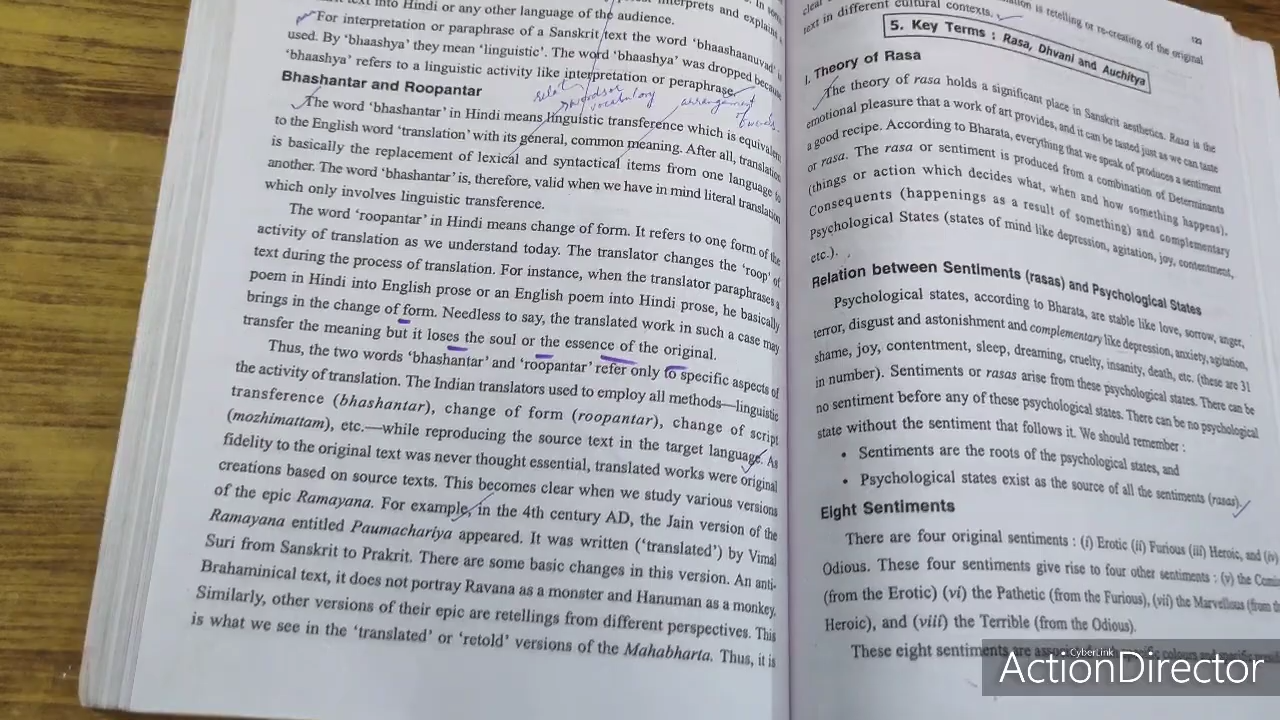 text into Hindi or any other language of the audience.
For interpretation or paraphrase of a Sanskrit text the word 'bhaashaanuvad' is
used. By 'bhaashya' they mean 'linguistic'. The word 'bhaashya' was dropped because
'bhaashya' refers to a linguistic activity like interpretation or peraphrase.
Bhashantar and Roopantar
vocabulary
arrangement
The word 'bhashantar' in Hindi means linguistic transference which is equivalent
to the English word 'translation' with its general, common meaning. After all, translation
is basically the replacement of lexical and syntactical items from one language to
another. The word 'bhashantar' is, therefore, valid when we have in mind literal translation
which only involves linguistic transference.
The word 'roopantar' in Hindi means change of form. It refers to one form of the
activity of translation as we understand today. The translator changes the 'roop' of
text during the process of translation. For instance, when the translator paraphrases a
poem in Hindi into English prose or an English poem into Hindi prose, he basically
brings in the change of form. Needless to say, the translated work in such a case may
transfer the meaning but it loses the soul or the essence of the original.
Thus, the two words 'bhashantar' and 'roopantar' refer only to specific aspects of
the activity of translation. The Indian translators used to employ all methods—linguistic
transference (bhashantar), change of form (roopantar), change of script
(mozhimattam), etc.—while reproducing the source text in the target language. As
fidelity to the original text was never thought essential, translated works were original
creations based on source texts. This becomes clear when we study various versions
of the epic Ramayana. For example, in the 4th century AD, the Jain version of the
Ramayana entitled Paumachariya appeared. It was written ('translated') by Vimal
Suri from Sanskrit to Prakrit. There are some basic changes in this version. An anti-
Brahaminical text, it does not portray Ravana as a monster and Hanuman as a monkey.
Similarly, other versions of their epic are retellings from different perspectives. This
is what we see in the 'translated' or 'retold' versions of the Mahabharta. Thus, it is
123
is retelling or re-creating of the original
text in different cultural contexts.
5. Key Terms : Rasa, Dhvani and Auchitya
I. Theory of Rasa
The theory of rasa holds a significant place in Sanskrit aesthetics. Rasa is the
emotional pleasure that a work of art provides, and it can be tasted just as we can taste
a good recipe. According to Bharata, everything that we speak of produces a sentiment
or rasa. The rasa or sentiment is produced from a combination of Determinants
(things or action which decides what, when and how something happens).
Consequents (happenings as a result of something) and complementary
Psychological States (states of mind like depression, agitation, joy, contentment,
etc.).
Relation between Sentiments (rasas) and Psychological States
Psychological states, according to Bharata, are stable like love, sorrow, anger,
terror, disgust and astonishment and complementary like depression, anxiety, agitation,
shame, joy, contentment, sleep, dreaming, cruelty, insanity, death, etc. (these are 31
in number). Sentiments or rasas arise from these psychological states. There can be
no sentiment before any of these psychological states. There can be no psychological
state without the sentiment that follows it. We should remember :
• Sentiments are the roots of the psychological states, and
• Psychological states exist as the source of all the sentiments (rasas).
Eight Sentiments
There are four original sentiments : (i) Erotic (ii) Furious (iii) Heroic, and (iv)
Odious. These four sentiments give rise to four other sentiments : (v) the Comic
(from the Erotic) (vi) the Pathetic (from the Furious), (vii) the Marvellous (from the
Heroic), and (viii) the Terrible (from the Odious).
These eight sentiments are
CyberLink
ActionDirector